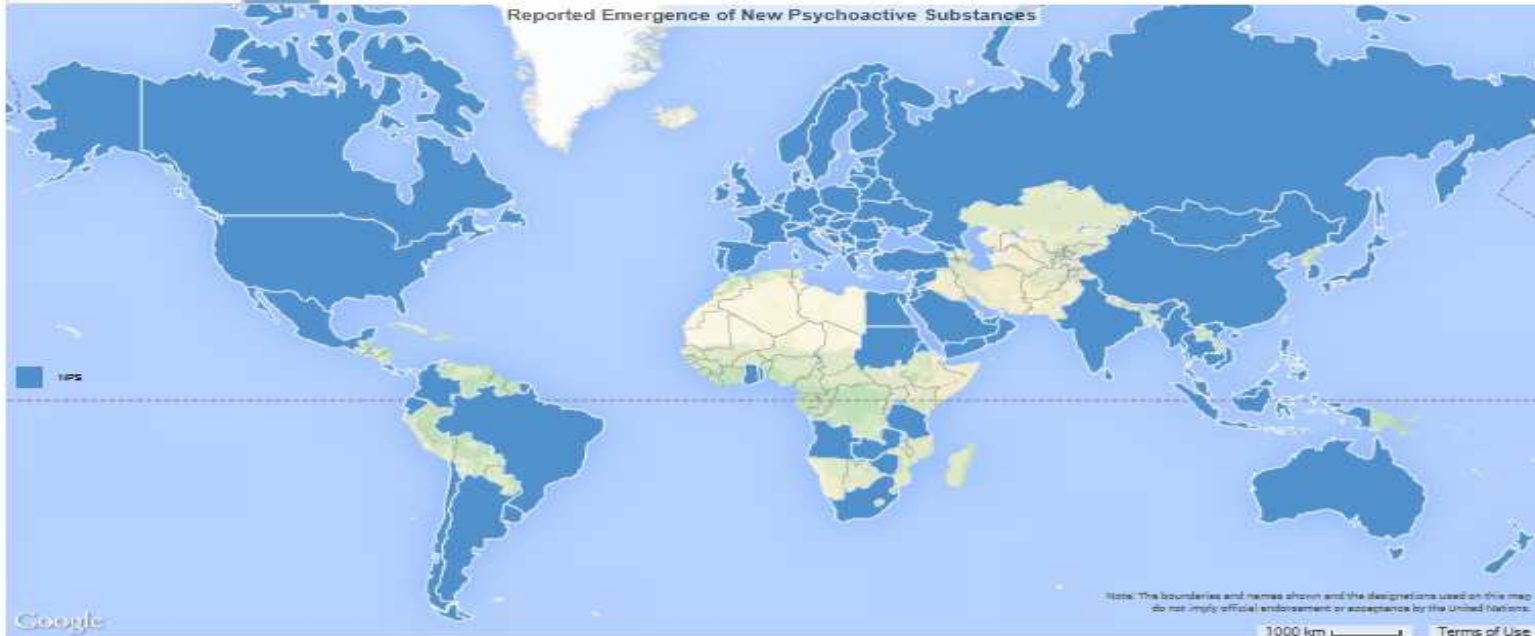 Reported Emergence of New Psychoactive Substances
NPS
Note: The boundaries and names shown and the designations used on this map
do not imply official endorsement or acceptance by the United Nations.
Google
1000 km
Terms of Use